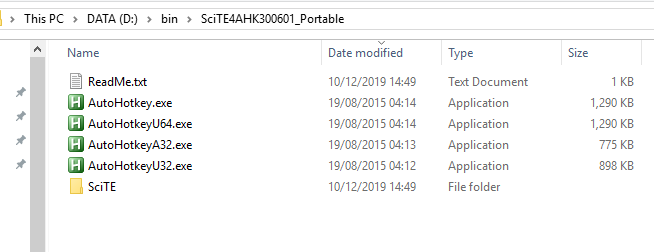 This PC > DATA (D:) > bin > SciTE4AHK300601_Portable
Name Date modified Type Size
ReadMe.txt 10/12/2019 14:49 Text Document 1 KB
AutoHotkey.exe 19/08/2015 04:14 Application 1,290 KB
AutoHotkeyU64.exe 19/08/2015 04:14 Application 1,290 KB
AutoHotkeyA32.exe 19/08/2015 04:13 Application 775 KB
AutoHotkeyU32.exe 19/08/2015 04:12 Application 898 KB
SciTE 10/12/2019 14:49 File folder